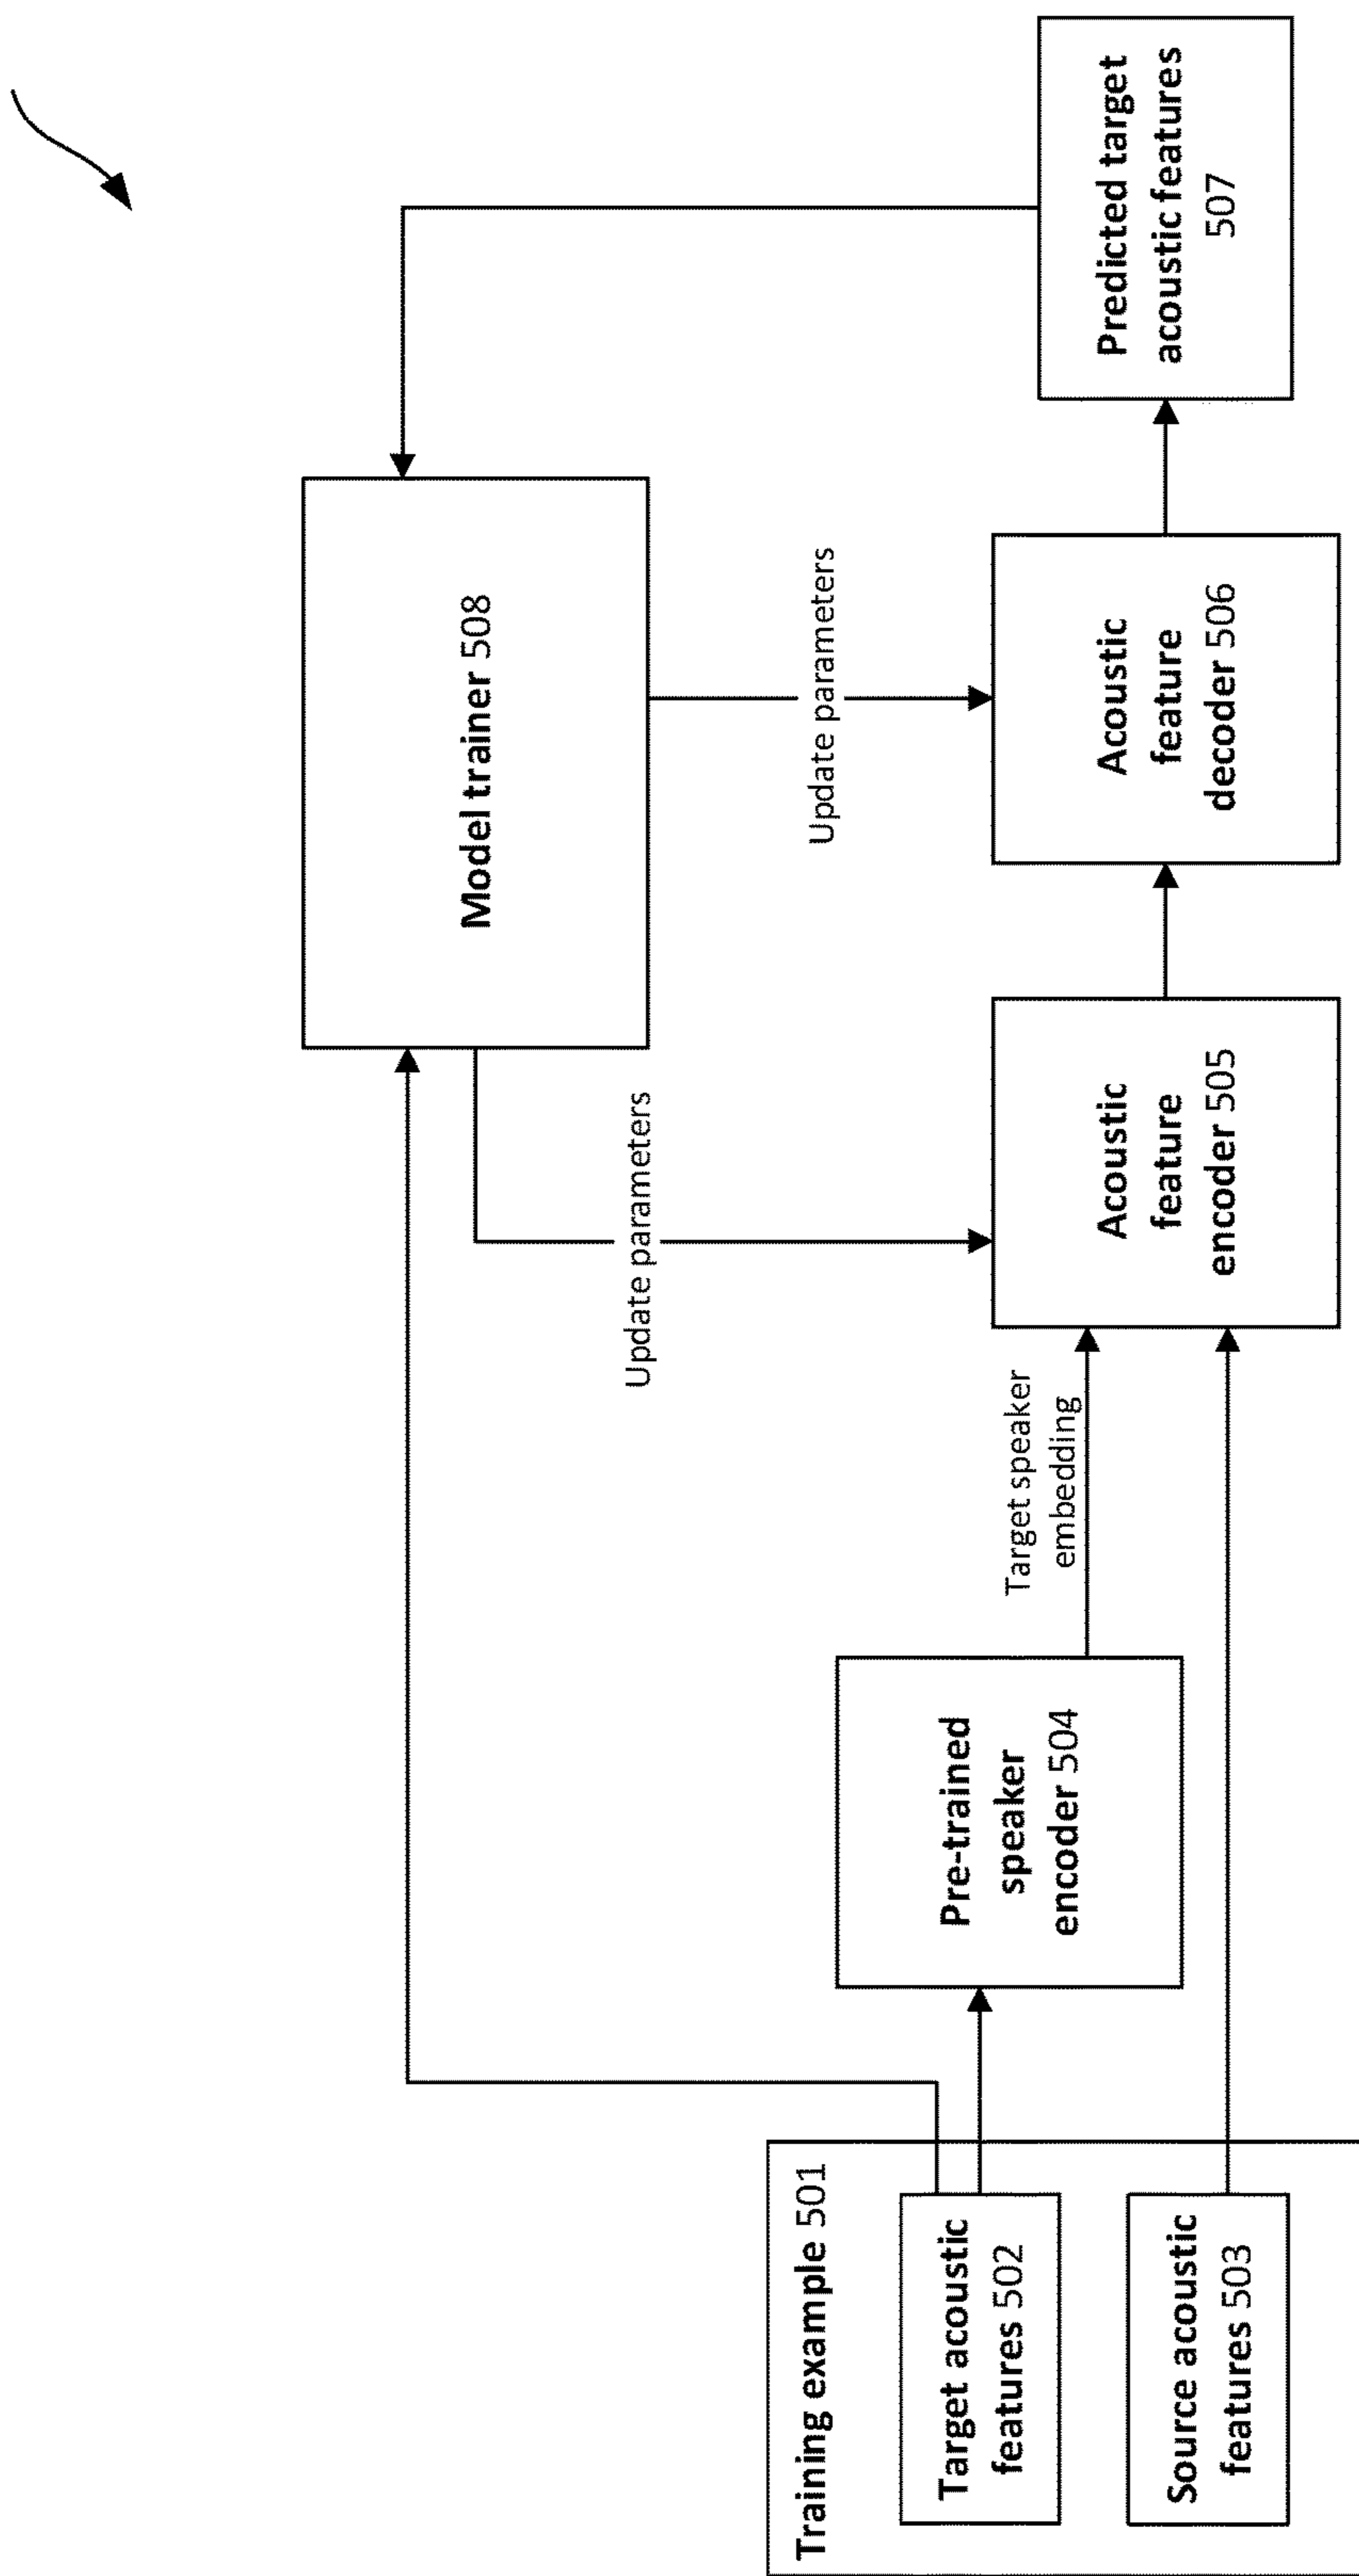 Training example 501
Target acoustic
features 502
Source acoustic
features 503
Pre-trained
speaker
encoder 504
Target speaker
embedding
Update parameters
Acoustic
feature
encoder 505
Model trainer 508
Update parameters
Acoustic
feature
decoder 506
Predicted target
acoustic features
507